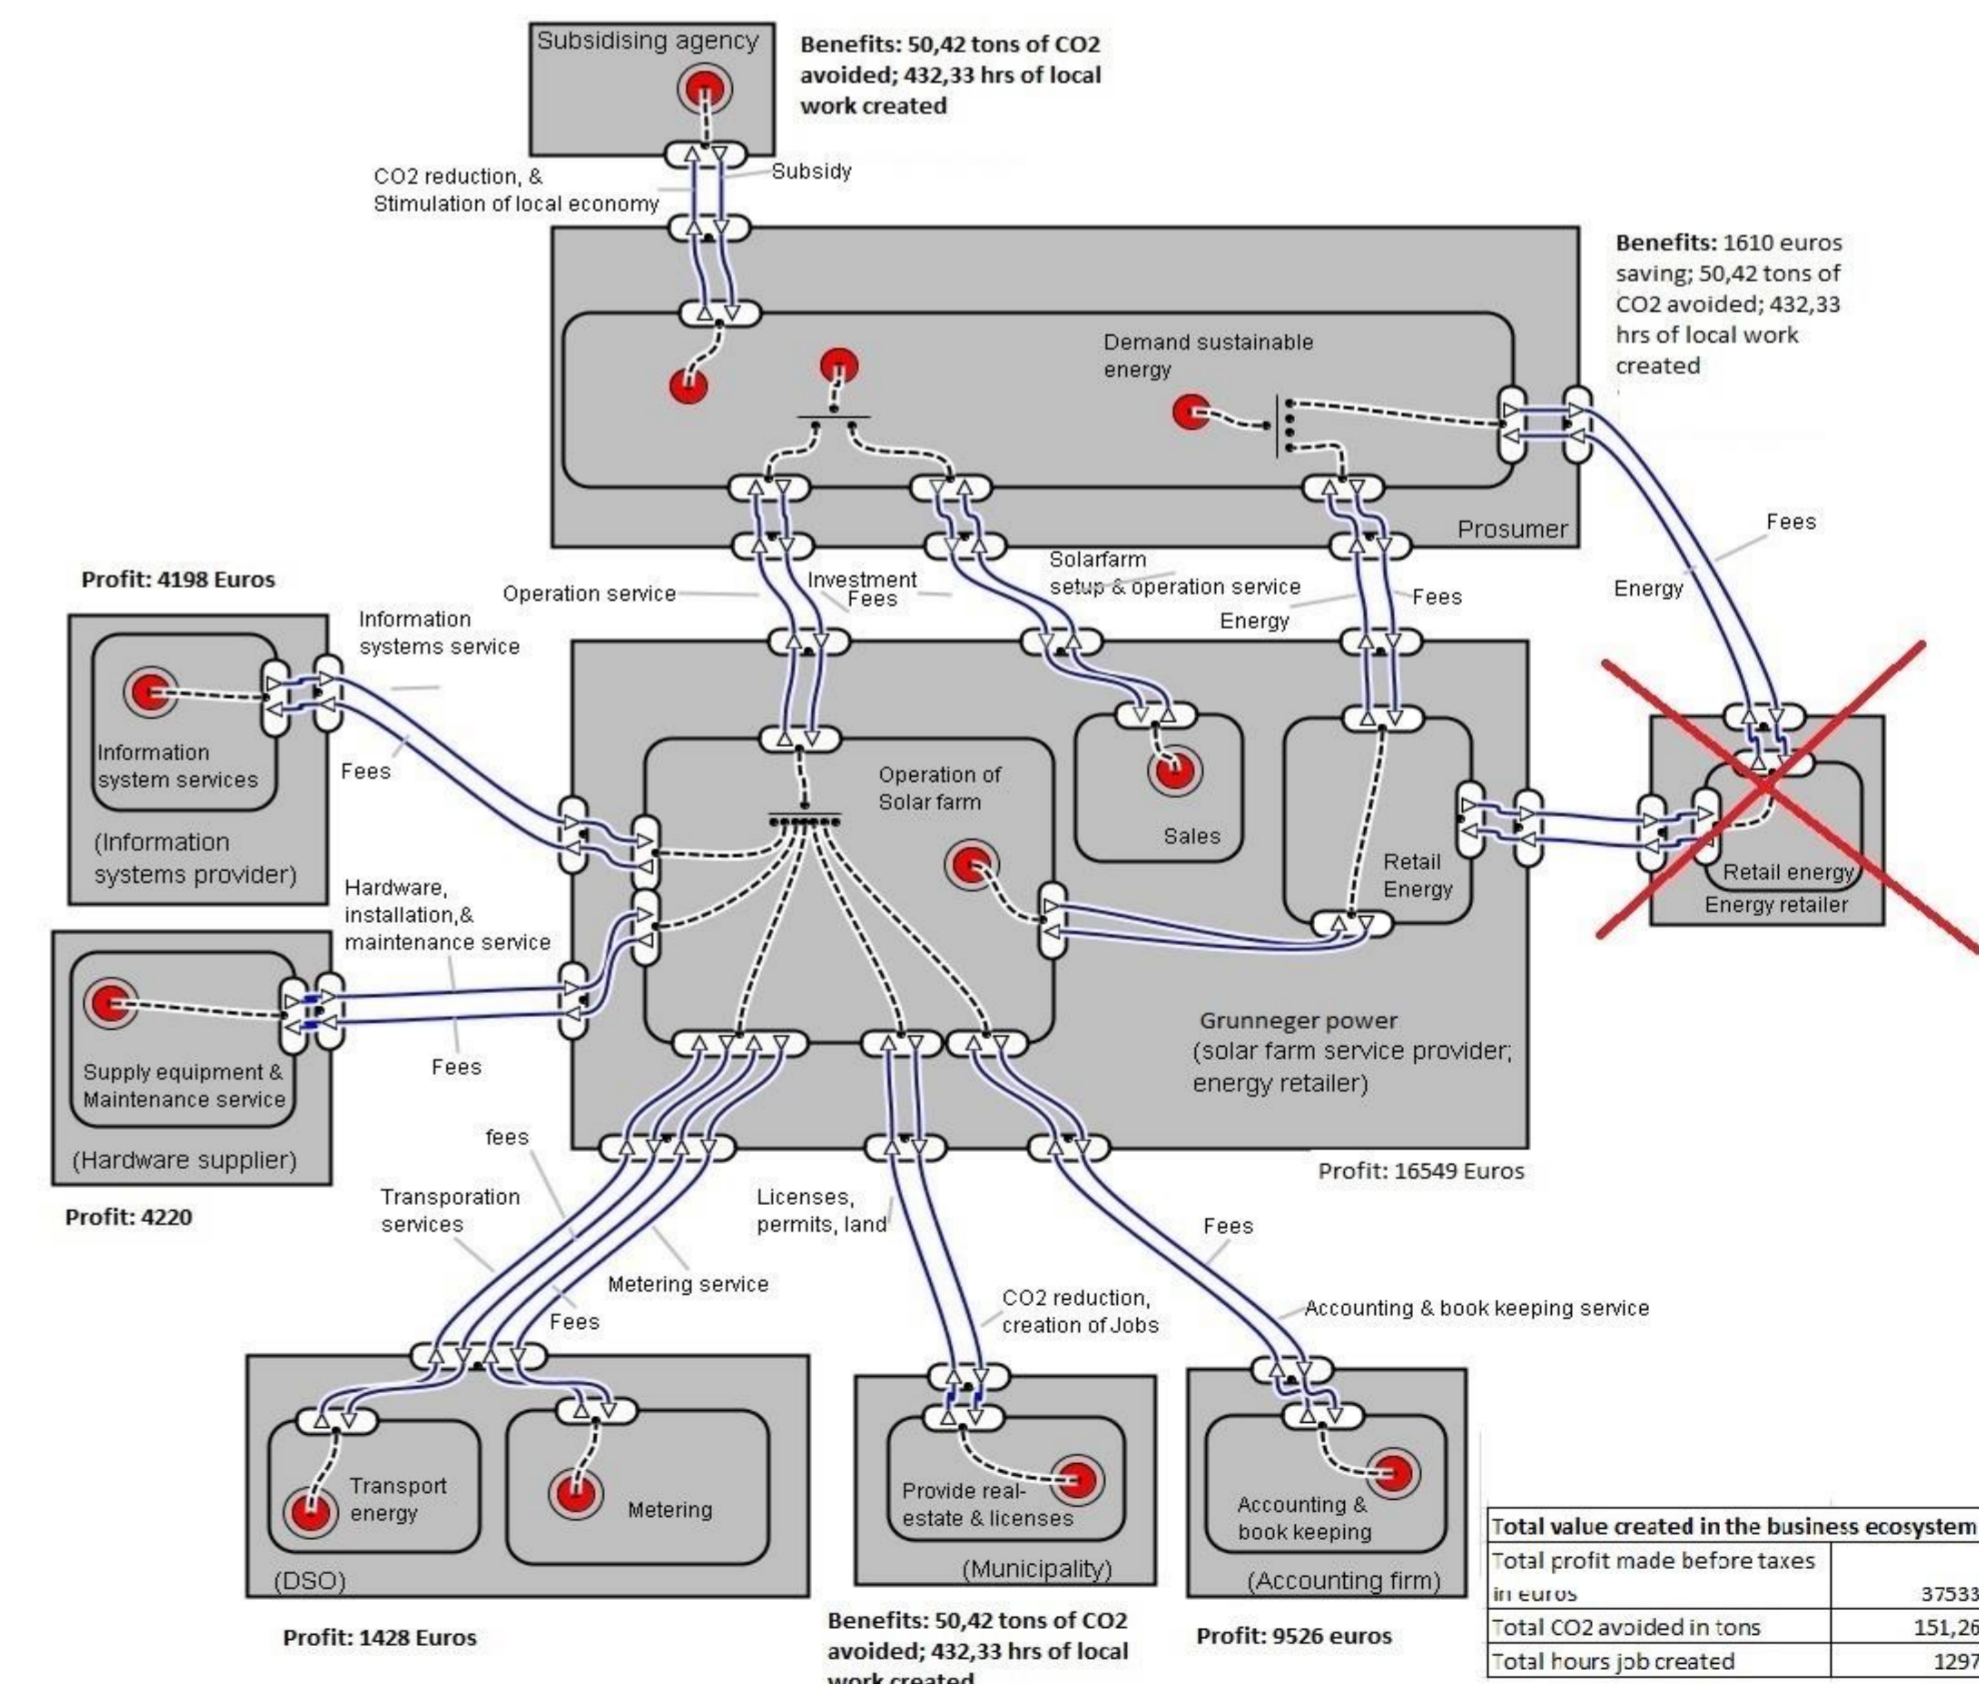 Subsidising agency
Benefits: 50,42 tons of CO2
avoided; 432,33 hrs of local
work created
CO2 reduction, &
Stimulation of local economy
Subsidy
Benefits: 1610 euros
saving; 50,42 tons of
CO2 avoided; 432,33
hrs of local work
created
Demand sustainable
energy
Prosumer
Fees
Energy
Operation service
Investment
Fees
Solarfarm
setup & operation service
Energy
Fees
Profit: 4198 Euros
Information
systems service
Information
system services
Fees
(Information
systems provider)
Operation of
Solar farm
Sales
Retail
Energy
Retail energy
Energy retailer
Hardware,
installation,&
maintenance service
Supply equipment &
Maintenance service
Fees
(Hardware supplier)
Profit: 4220
Grunneger power
(solar farm service provider;
energy retailer)
Profit: 16549 Euros
fees
Transporation
services
Metering service
Fees
Licenses,
permits, land
CO2 reduction,
creation of Jobs
Fees
Accounting & book keeping service
Transport
energy
Metering
(DSO)
Profit: 1428 Euros
Provide real-
estate & licenses
(Municipality)
Benefits: 50,42 tons of CO2
avoided; 432,33 hrs of local
work created
Accounting &
book keeping
(Accounting firm)
Profit: 9526 euros
Total value created in the business ecosystem
Total profit made before taxes
in euros 37533
Total CO2 avoided in tons 151,26
Total hours job created 1297